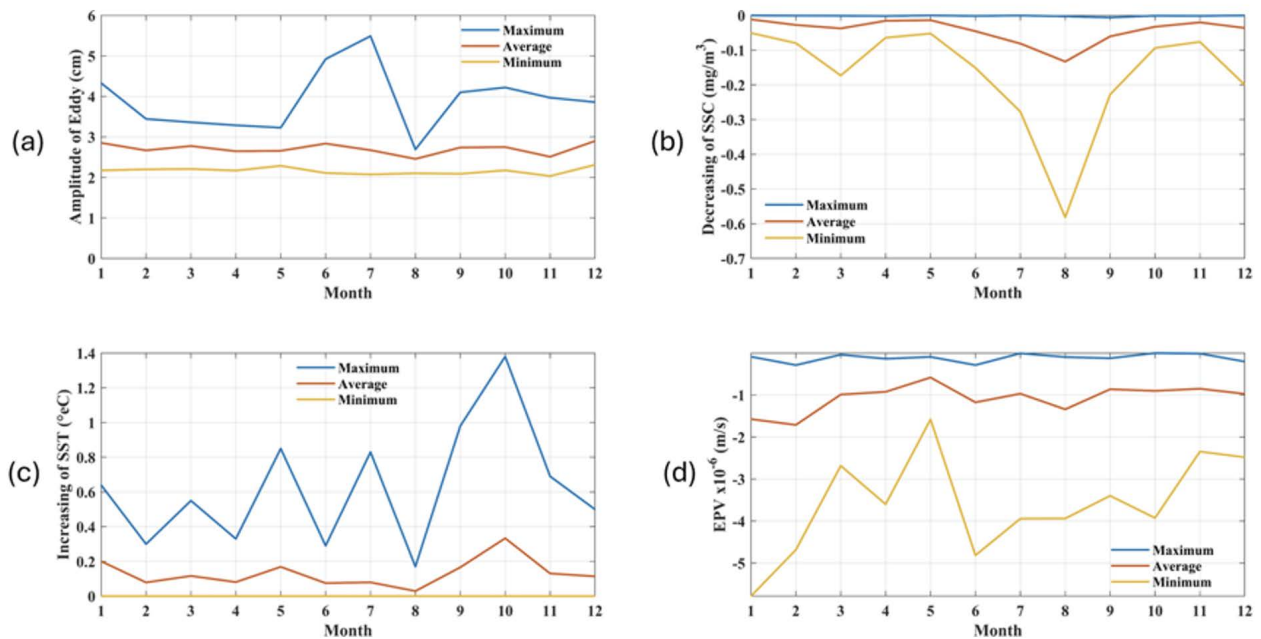 (a)
Amplitude of Eddy (cm)
6
5
4
3
2
1
0
Maximum
Average
Minimum
1 2 3 4 5 6 7 8 9 10 11 12
Month
(b)
Decreasing of SSC (mg/m³)
0
-0.1
-0.2
-0.3
-0.4
-0.5
-0.6
-0.7
Maximum
Average
Minimum
1 2 3 4 5 6 7 8 9 10 11 12
Month
(c)
Increasing of SST (°eC)
1.4
1.2
1
0.8
0.6
0.4
0.2
0
Maximum
Average
Minimum
1 2 3 4 5 6 7 8 9 10 11 12
Month
(d)
EPV x10⁻⁶ (m/s)
-1
-2
-3
-4
-5
Maximum
Average
Minimum
1 2 3 4 5 6 7 8 9 10 11 12
Month